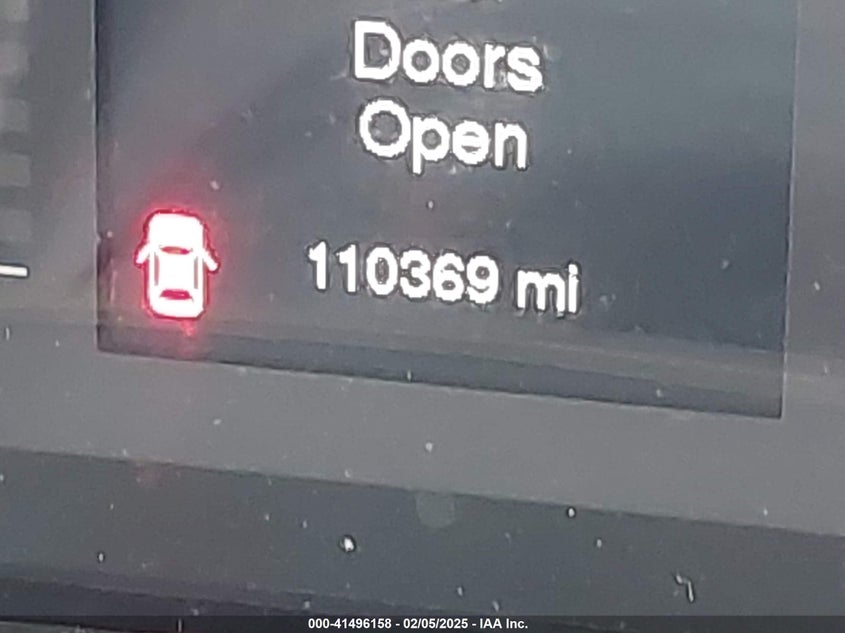 Doors
Open
110369 mi
000-41496158 - 02/05/2025 - IAA Inc.